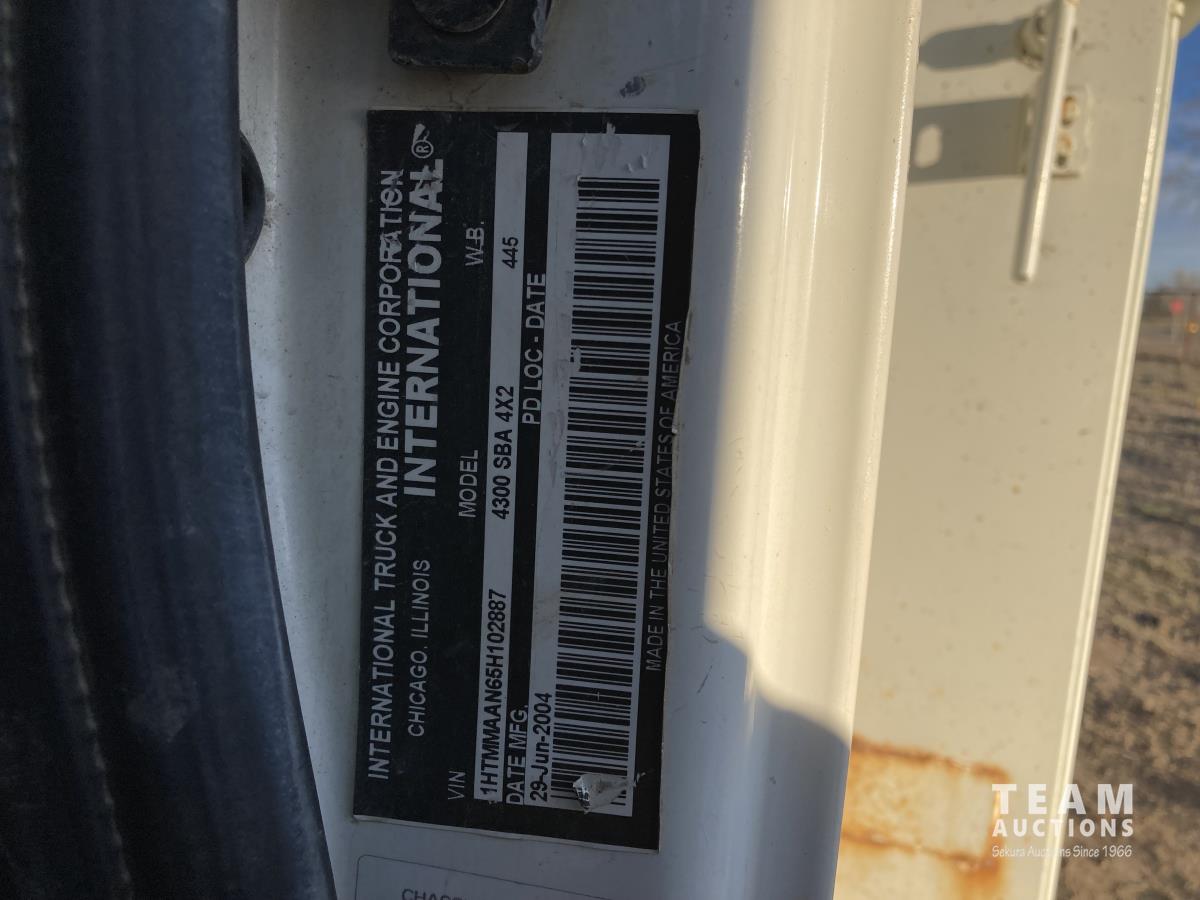 INTERNATIONAL TRUCK AND ENGINE CORPORATION
CHICAGO, ILLINOIS
INTERNATIONAL®
VIN MODEL W.B.
1HTMMAAN65H102887 4300 SBA 4X2 445
DATE MFG. PD LOC - DATE
29-Jun-2004
MADE IN THE UNITED STATES OF AMERICA
TEAM
AUCTIONS
Sekura Auctions Since 1966